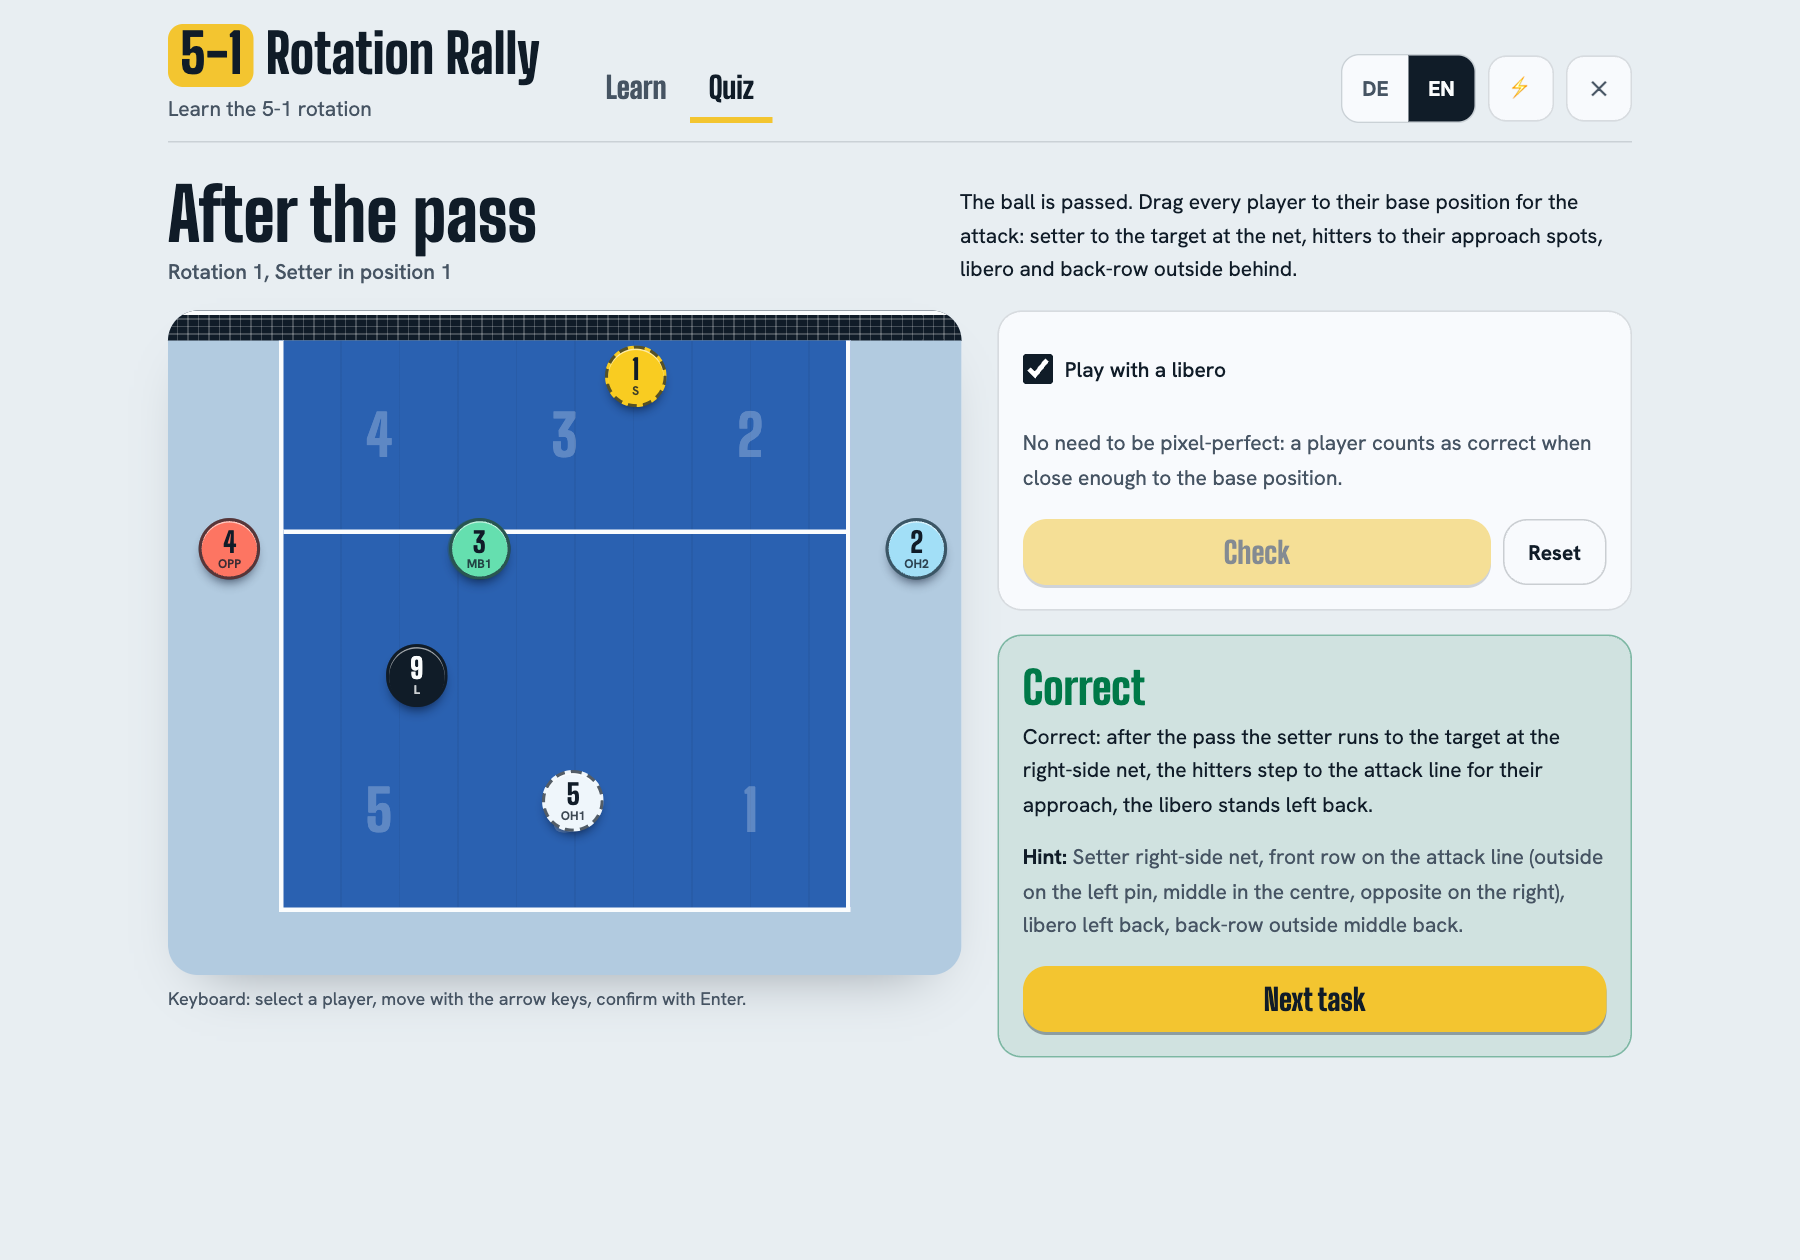 5-1 Rotation Rally
Learn the 5-1 rotation
Learn
Quiz
DE
EN
After the pass
Rotation 1, Setter in position 1
The ball is passed. Drag every player to their base position for the
attack: setter to the target at the net, hitters to their approach spots,
libero and back-row outside behind.
1
S
4
3
2
4
OPP
3
MB1
2
OH2
9
L
5
5
OH1
1
Keyboard: select a player, move with the arrow keys, confirm with Enter.
Play with a libero
No need to be pixel-perfect: a player counts as correct when
close enough to the base position.
Check
Reset
Correct
Correct: after the pass the setter runs to the target at the
right-side net, the hitters step to the attack line for their
approach, the libero stands left back.
Hint: Setter right-side net, front row on the attack line (outside
on the left pin, middle in the centre, opposite on the right),
libero left back, back-row outside middle back.
Next task